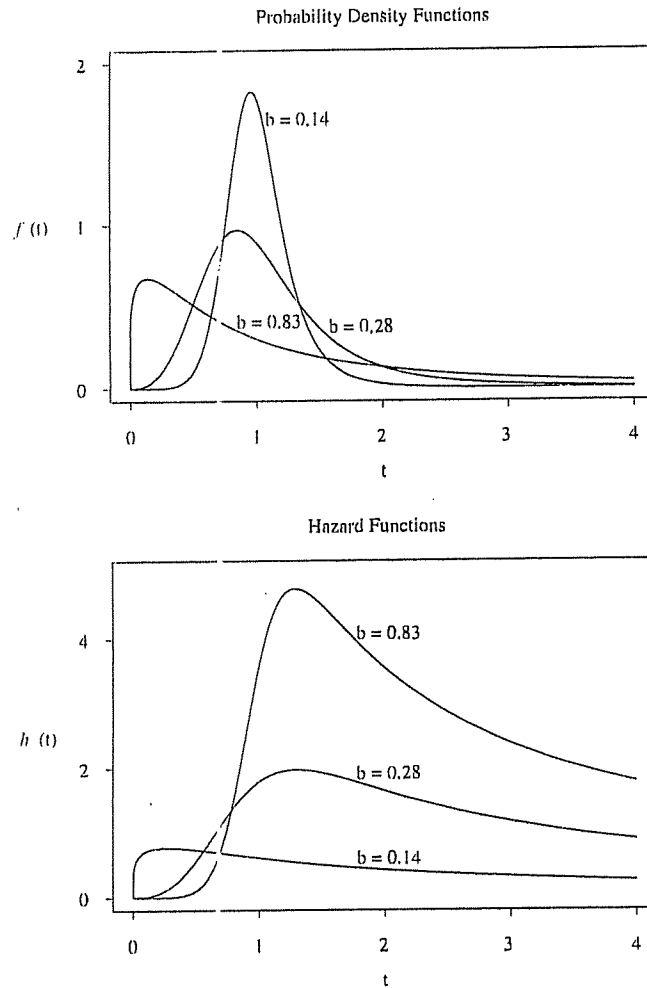 Probability Density Functions
2
b = 0.14
f (t)
1
b = 0.83
b = 0.28
0
0 1 2 3 4
t
Hazard Functions
4
b = 0.83
h (t)
2
b = 0.28
b = 0.14
0
0 1 2 3 4
t